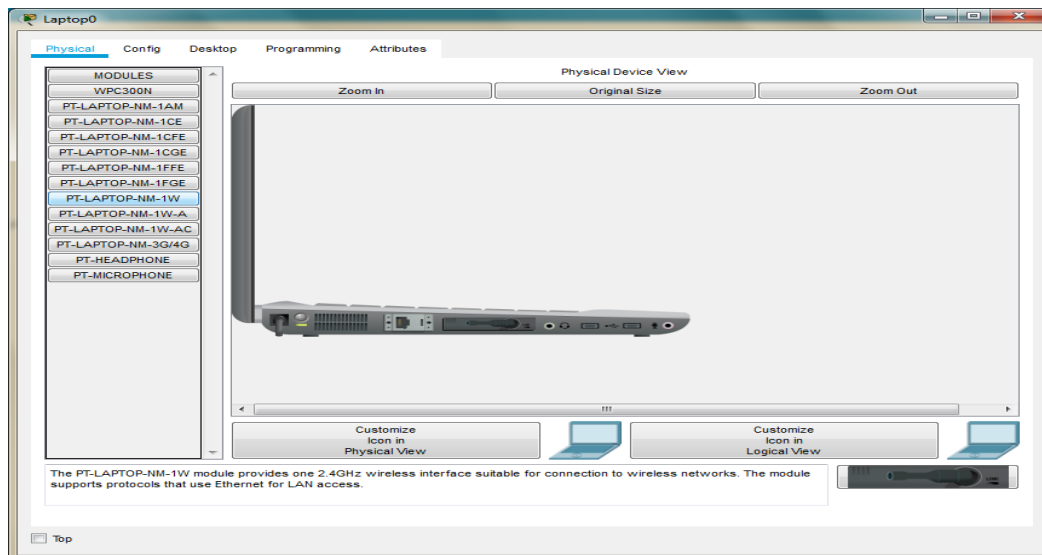 Laptop0
Physical Config Desktop Programming Attributes
MODULES
WPC300N
PT-LAPTOP-NM-1AM
PT-LAPTOP-NM-1CE
PT-LAPTOP-NM-1CFE
PT-LAPTOP-NM-1CGE
PT-LAPTOP-NM-1FFE
PT-LAPTOP-NM-1FGE
PT-LAPTOP-NM-1W
PT-LAPTOP-NM-1W-A
PT-LAPTOP-NM-1W-AC
PT-LAPTOP-NM-3G/4G
PT-HEADPHONE
PT-MICROPHONE
Physical Device View
Zoom In Original Size Zoom Out
Customize
Icon in
Physical View
Customize
Icon in
Logical View
The PT-LAPTOP-NM-1W module provides one 2.4GHz wireless interface suitable for connection to wireless networks. The module
supports protocols that use Ethernet for LAN access.
Top